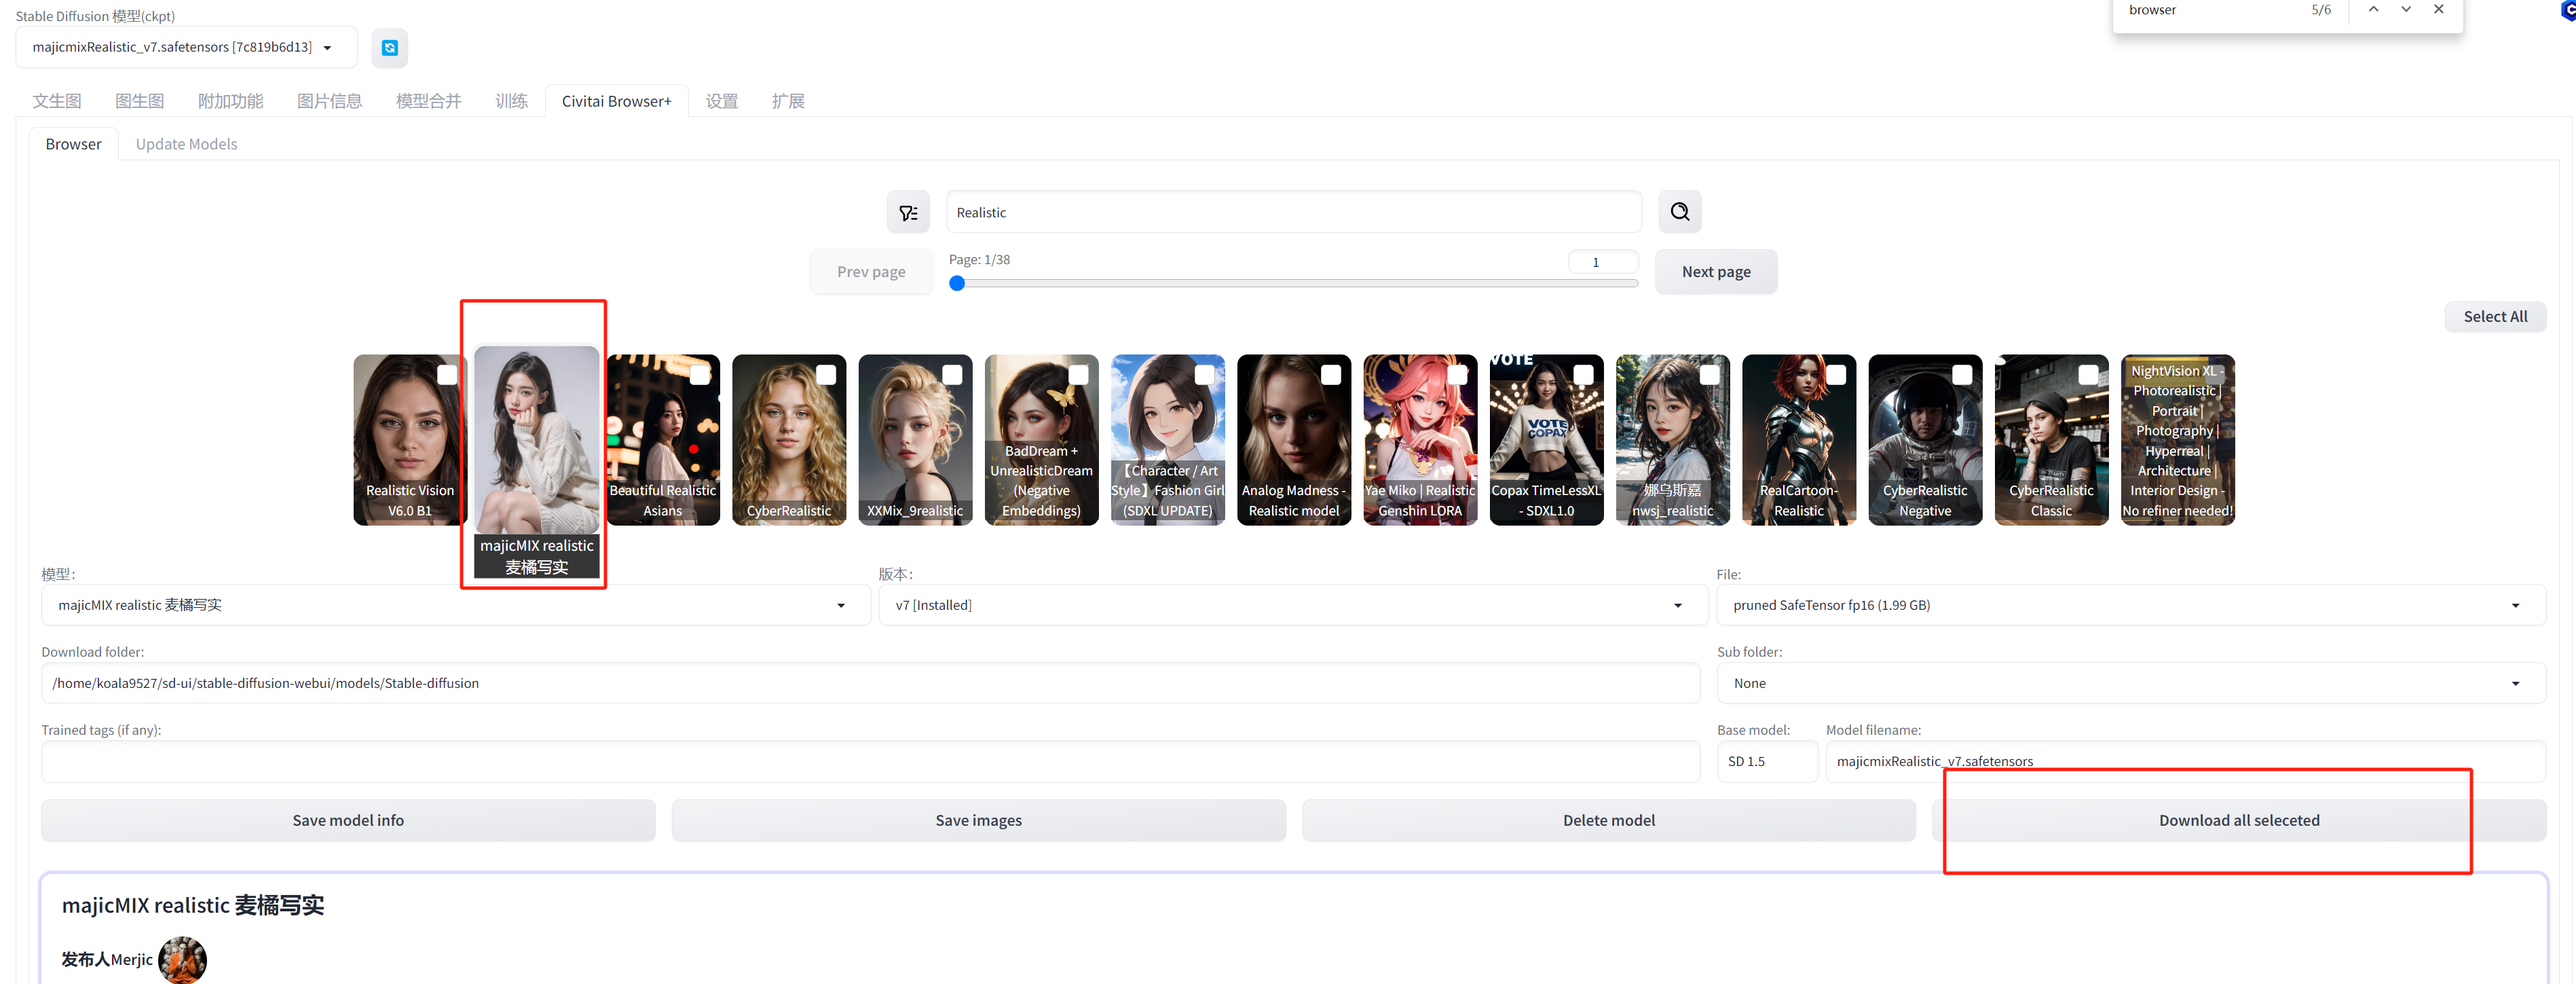 Stable Diffusion 模型(ckpt)
majicmixRealistic_v7.safetensors [7c819b6d13]
browser
5/6
文生图
图生图
附加功能
图片信息
模型合并
训练
Civitai Browser+
设置
扩展
Browser
Update Models
Realistic
Prev page
Page: 1/38
1
Next page
Select All
Realistic Vision
V6.0 B1
majicMIX realistic
麦橘写实
Beautiful Realistic
Asians
CyberRealistic
XXMix_9realistic
BadDream +
UnrealisticDream
(Negative
Embeddings)
【Character / Art
Style】Fashion Girl
(SDXL UPDATE)
Analog Madness -
Realistic model
Yae Miko | Realistic
Genshin LORA
VOTE
VOTE
COPAX
Copax TimeLessXL
- SDXL1.0
娜乌斯嘉
nwsj_realistic
RealCartoon-
Realistic
CyberRealistic
Negative
CyberRealistic
Classic
NightVision XL -
Photorealistic |
Portrait |
Photography |
Hyperreal |
Architecture |
Interior Design -
No refiner needed!
模型:
majicMIX realistic 麦橘写实
版本:
v7 [Installed]
File:
pruned SafeTensor fp16 (1.99 GB)
Download folder:
/home/koala9527/sd-ui/stable-diffusion-webui/models/Stable-diffusion
Sub folder:
None
Trained tags (if any):
Base model:
SD 1.5
Model filename:
majicmixRealistic_v7.safetensors
Save model info
Save images
Delete model
Download all seleceted
majicMIX realistic 麦橘写实
发布人Merjic